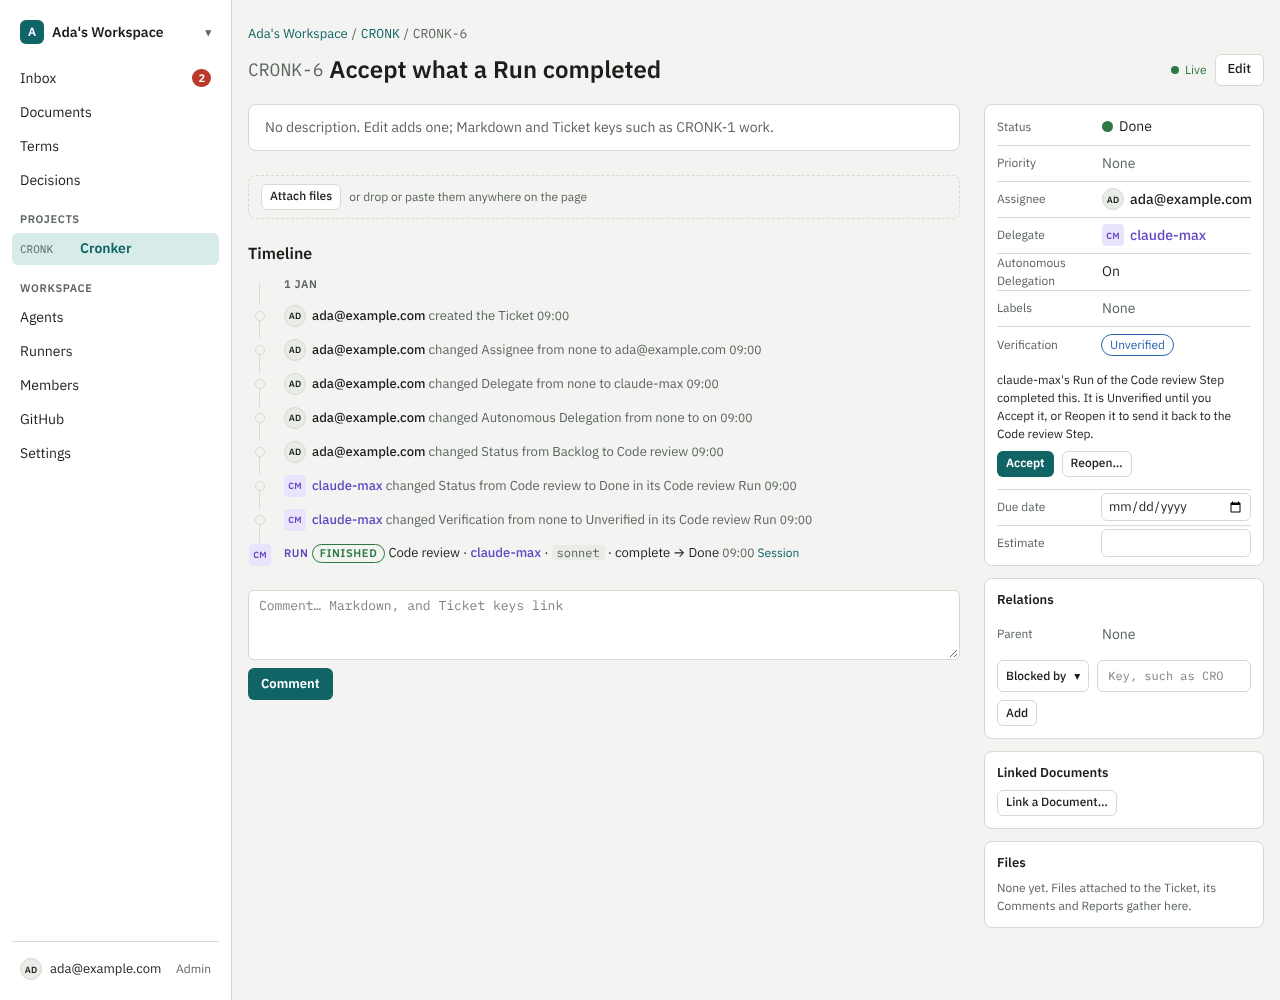 A Ada's Workspace ▾
Inbox 2
Documents
Terms
Decisions
PROJECTS
CRONK Cronker
WORKSPACE
Agents
Runners
Members
GitHub
Settings
AD ada@example.com Admin
Ada's Workspace / CRONK / CRONK-6
CRONK-6 Accept what a Run completed
Live Edit
No description. Edit adds one; Markdown and Ticket keys such as CRONK-1 work.
Attach files or drop or paste them anywhere on the page
Timeline
1 JAN
AD ada@example.com created the Ticket 09:00
AD ada@example.com changed Assignee from none to ada@example.com 09:00
AD ada@example.com changed Delegate from none to claude-max 09:00
AD ada@example.com changed Autonomous Delegation from none to on 09:00
AD ada@example.com changed Status from Backlog to Code review 09:00
CM claude-max changed Status from Code review to Done in its Code review Run 09:00
CM claude-max changed Verification from none to Unverified in its Code review Run 09:00
CM RUN FINISHED Code review · claude-max · sonnet · complete → Done 09:00 Session
Comment… Markdown, and Ticket keys link
Comment
Status Done
Priority None
Assignee AD ada@example.com
Delegate CM claude-max
Autonomous
Delegation On
Labels None
Verification Unverified
claude-max's Run of the Code review Step
completed this. It is Unverified until you
Accept it, or Reopen it to send it back to the
Code review Step.
Accept Reopen…
Due date mm/dd/yyyy
Estimate
Relations
Parent None
Blocked by ▾ Key, such as CRO
Add
Linked Documents
Link a Document…
Files
None yet. Files attached to the Ticket, its
Comments and Reports gather here.